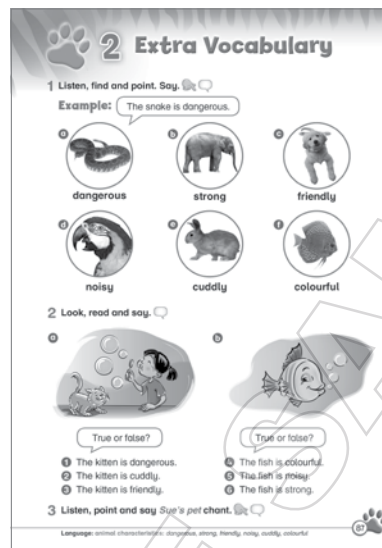 2 Extra Vocabulary
1 Listen, find and point. Say.
Example: The snake is dangerous.
a b c
dangerous strong friendly
d e f
noisy cuddly colourful
2 Look, read and say.
a b
True or false? True or false?
1 The kitten is dangerous. 4 The fish is colourful.
2 The kitten is cuddly. 5 The fish is noisy.
3 The kitten is friendly. 6 The fish is strong.
3 Listen, point and say Sue's pet chant.
Language: animal characteristics: dangerous, strong, friendly, noisy, cuddly, colourful
87